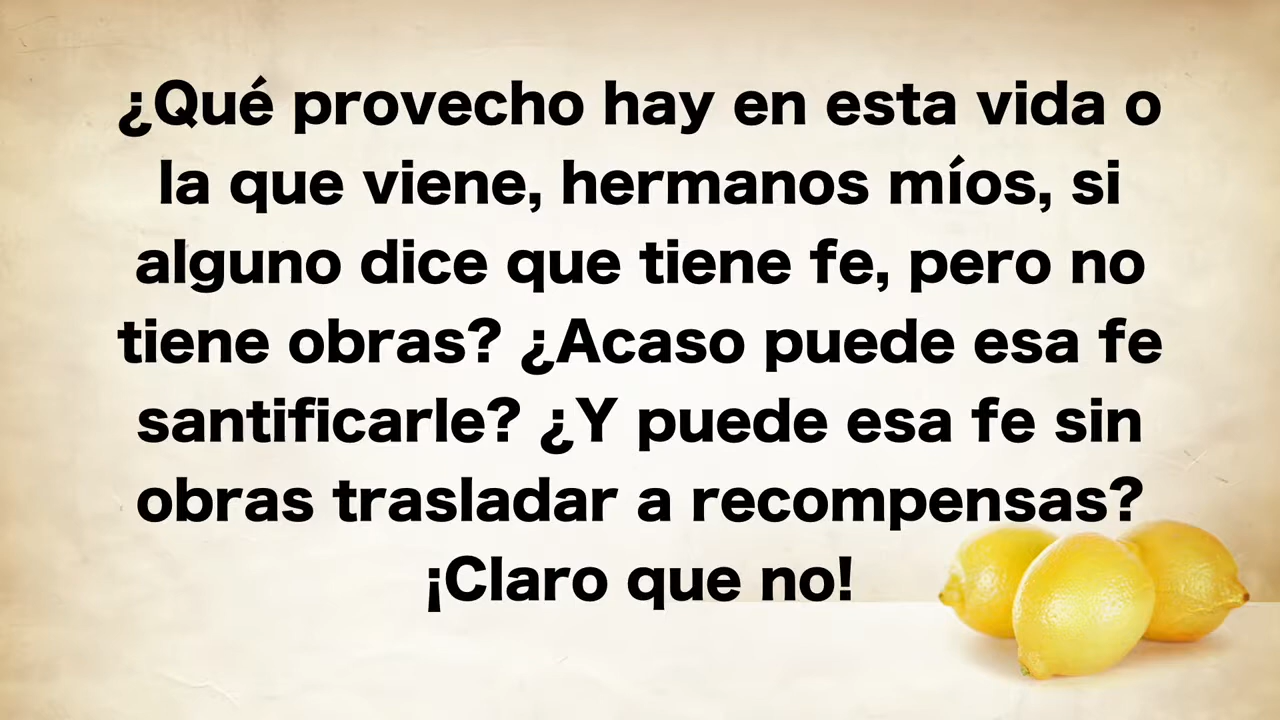 ¿Qué provecho hay en esta vida o
la que viene, hermanos míos, si
alguno dice que tiene fe, pero no
tiene obras? ¿Acaso puede esa fe
santificarle? ¿Y puede esa fe sin
obras trasladar a recompensas?
¡Claro que no!